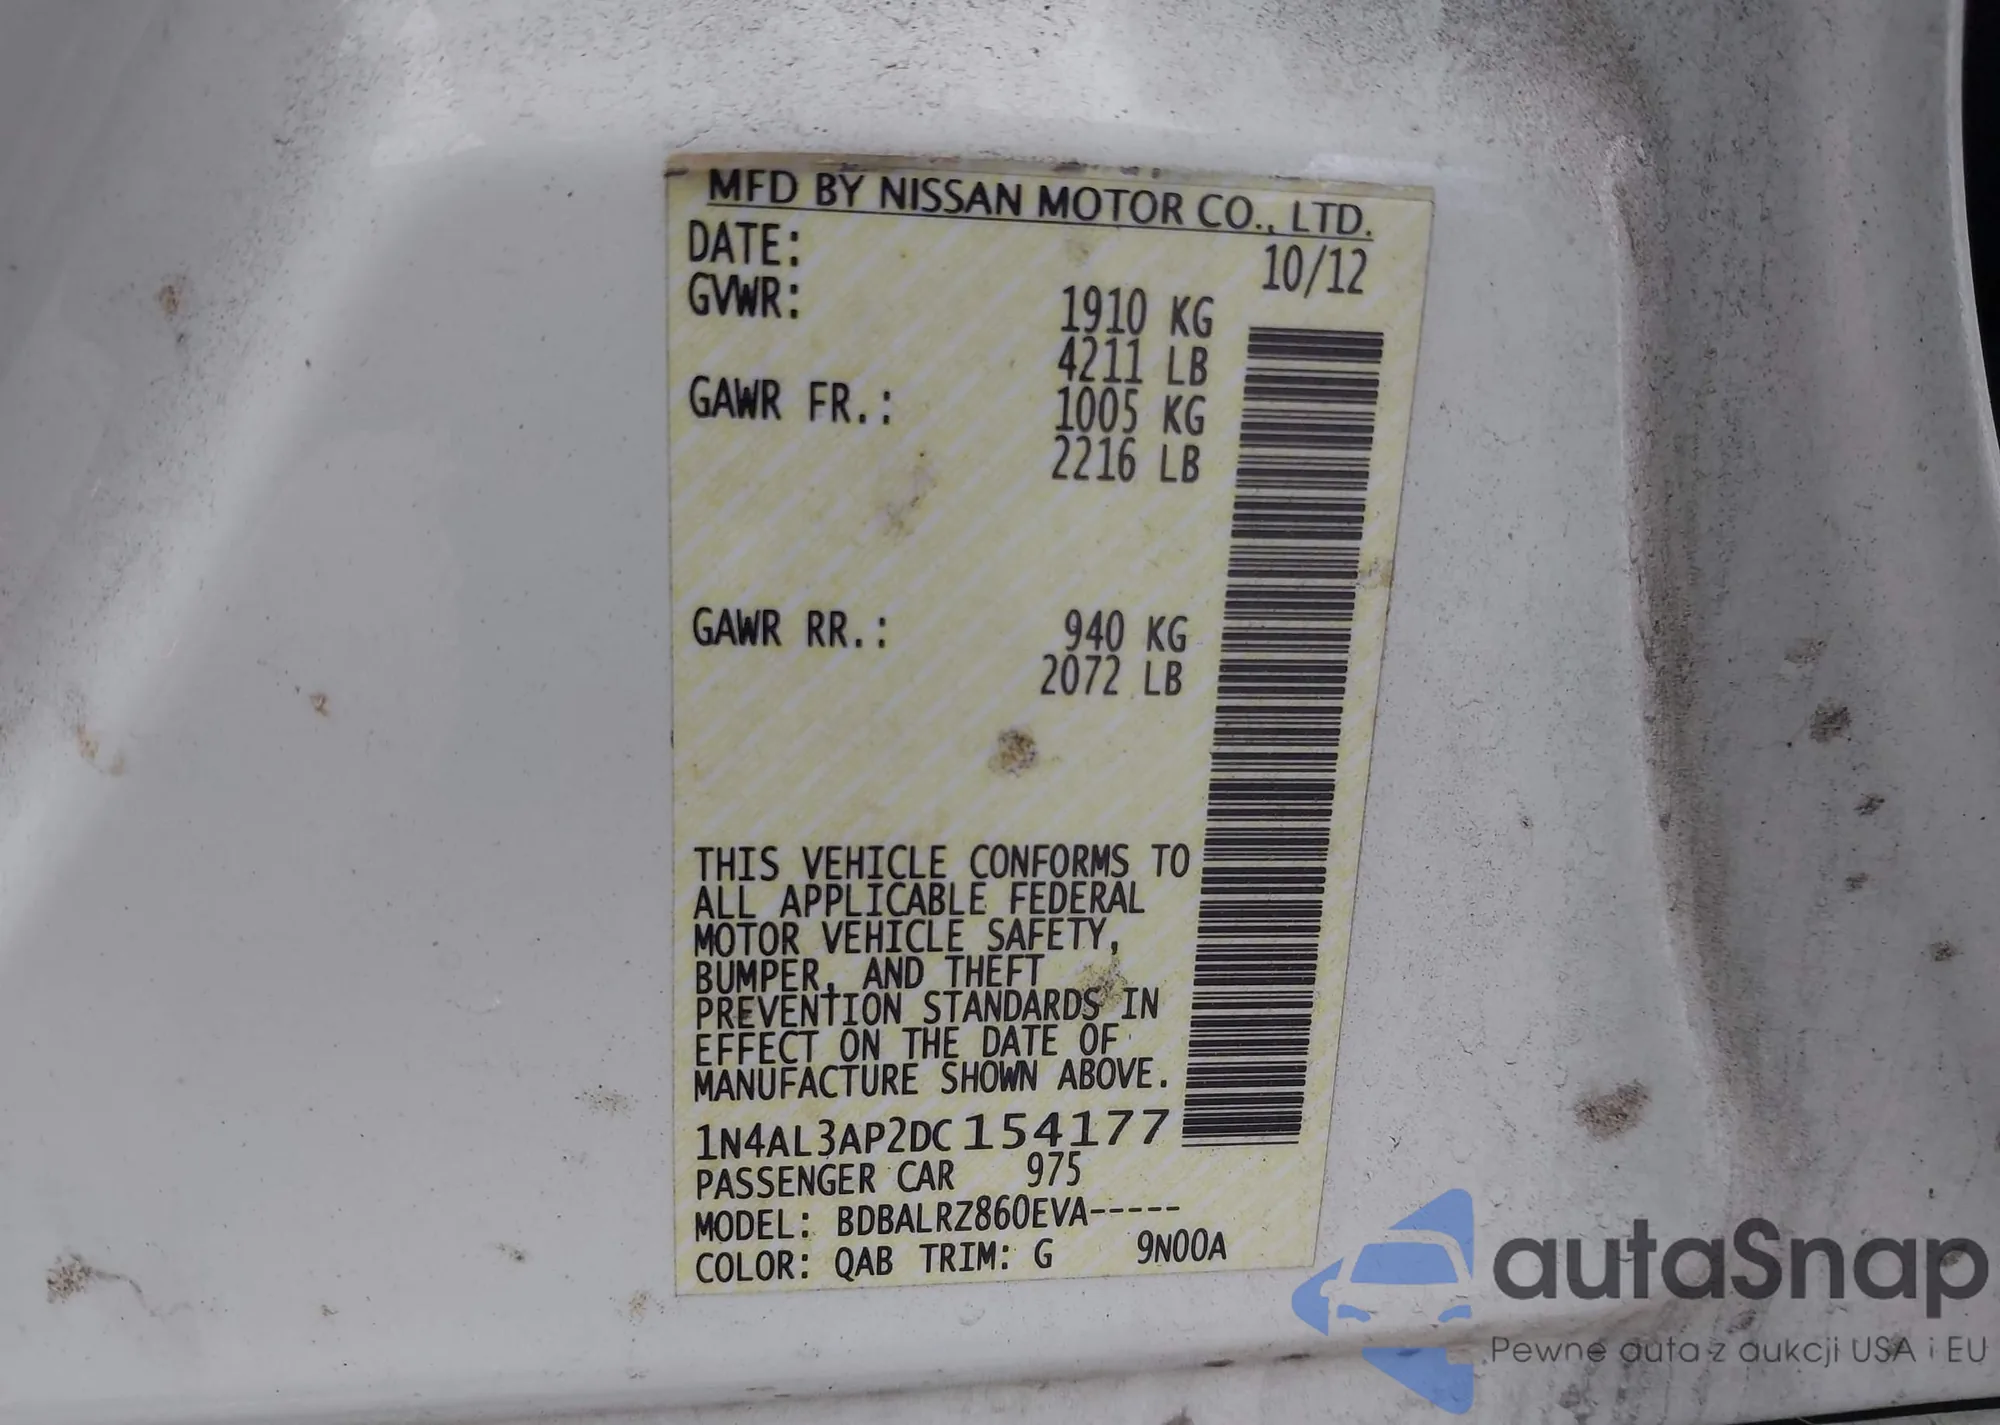 MFD BY NISSAN MOTOR CO., LTD.
DATE: 10/12
GVWR: 1910 KG
4211 LB
GAWR FR.: 1005 KG
2216 LB
GAWR RR.: 940 KG
2072 LB
THIS VEHICLE CONFORMS TO
ALL APPLICABLE FEDERAL
MOTOR VEHICLE SAFETY,
BUMPER, AND THEFT
PREVENTION STANDARDS IN
EFFECT ON THE DATE OF
MANUFACTURE SHOWN ABOVE.
1N4AL3AP2DC154177
PASSENGER CAR 975
MODEL: BDBALRZ860EVA-----
COLOR: QAB TRIM: G 9N00A
autaSnap
Pewne auta z aukcji USA i EU